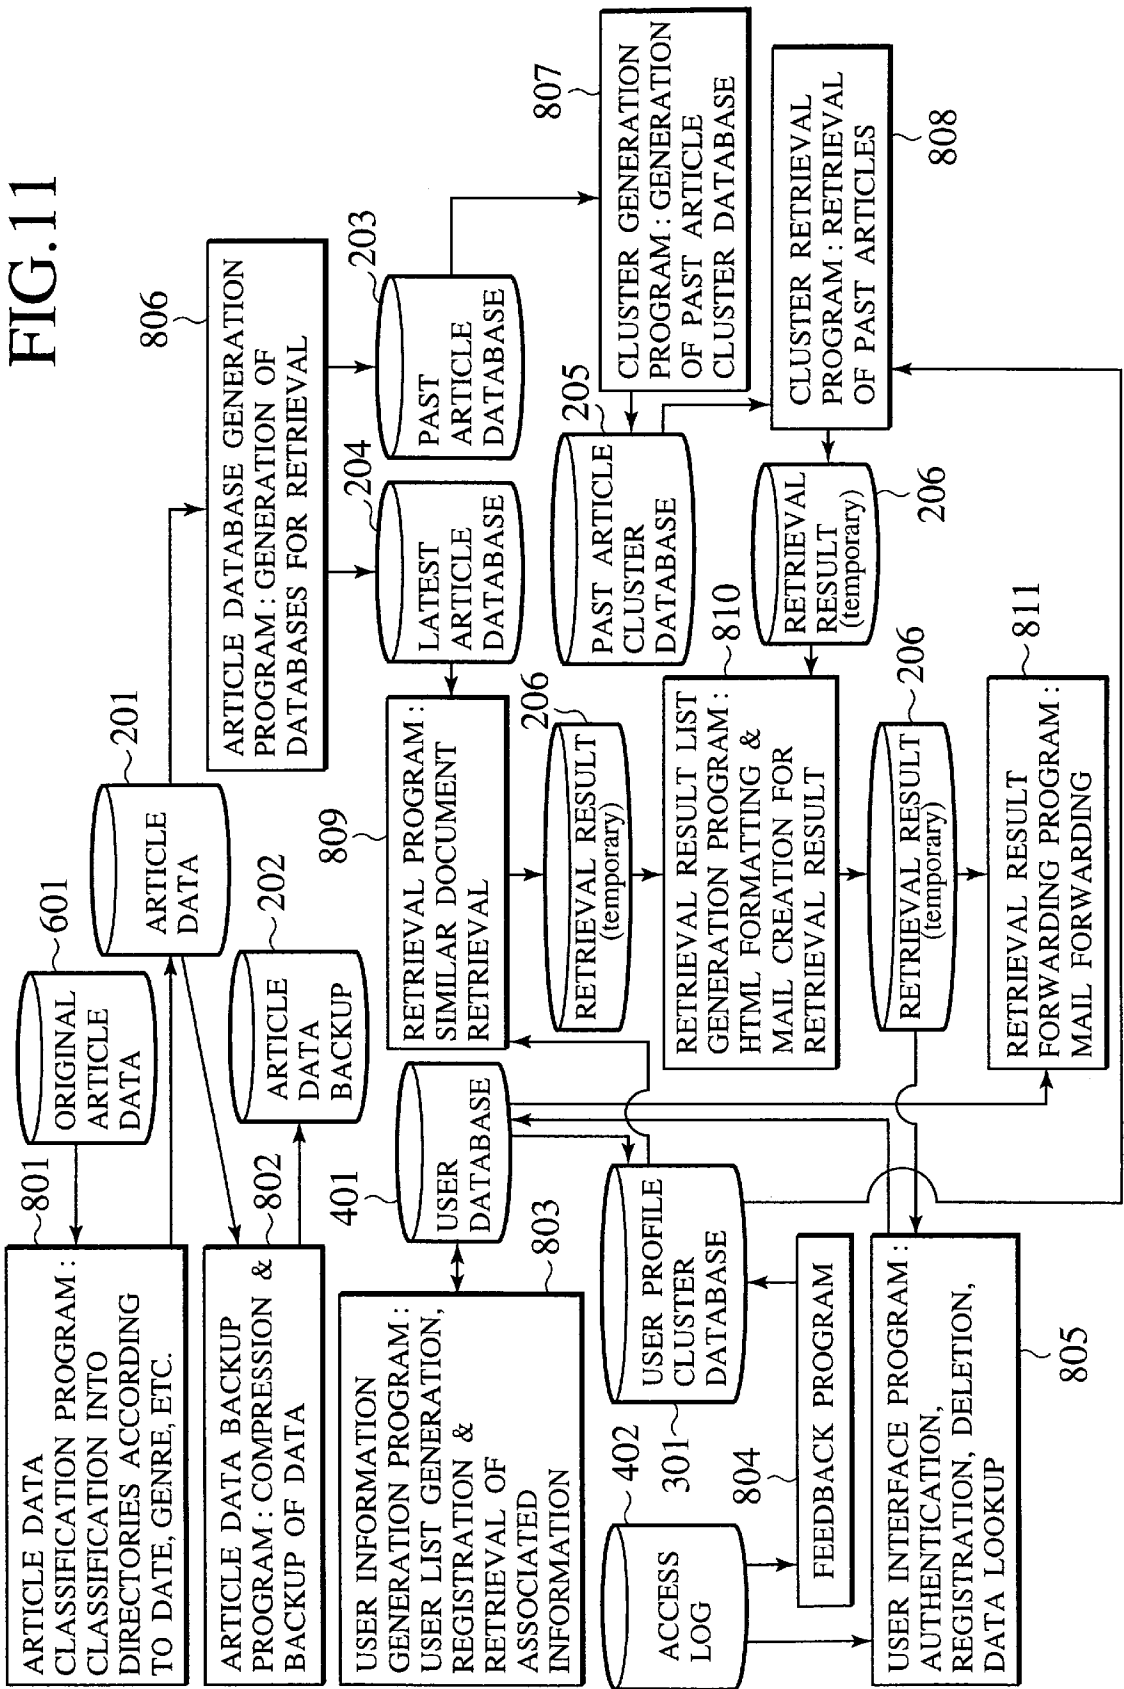 FIG.11
ARTICLE DATA
CLASSIFICATION PROGRAM :
CLASSIFICATION INTO
DIRECTORIES ACCORDING
TO DATE, GENRE, ETC.
801
ORIGINAL
ARTICLE
DATA
601
ARTICLE
DATA
201
ARTICLE DATA BACKUP
PROGRAM : COMPRESSION &
BACKUP OF DATA
802
ARTICLE
DATA
BACKUP
202
ARTICLE DATABASE GENERATION
PROGRAM : GENERATION OF
DATABASES FOR RETRIEVAL
806
USER INFORMATION
GENERATION PROGRAM :
USER LIST GENERATION,
REGISTRATION &
RETRIEVAL OF
ASSOCIATED
INFORMATION
803
USER
DATABASE
401
RETRIEVAL PROGRAM :
SIMILAR DOCUMENT
RETRIEVAL
809
LATEST
ARTICLE
DATABASE
204
PAST
ARTICLE
DATABASE
203
RETRIEVAL RESULT
(temporary)
206
PAST ARTICLE
CLUSTER
DATABASE
205
CLUSTER GENERATION
PROGRAM : GENERATION
OF PAST ARTICLE
CLUSTER DATABASE
807
ACCESS
LOG
402
USER PROFILE
CLUSTER
DATABASE
301
RETRIEVAL RESULT LIST
GENERATION PROGRAM :
HTML FORMATTING &
MAIL CREATION FOR
RETRIEVAL RESULT
810
RETRIEVAL
RESULT
(temporary)
206
CLUSTER RETRIEVAL
PROGRAM : RETRIEVAL
OF PAST ARTICLES
808
FEEDBACK PROGRAM
804
RETRIEVAL RESULT
(temporary)
206
USER INTERFACE PROGRAM :
AUTHENTICATION,
REGISTRATION, DELETION,
DATA LOOKUP
805
RETRIEVAL RESULT
FORWARDING PROGRAM :
MAIL FORWARDING
811